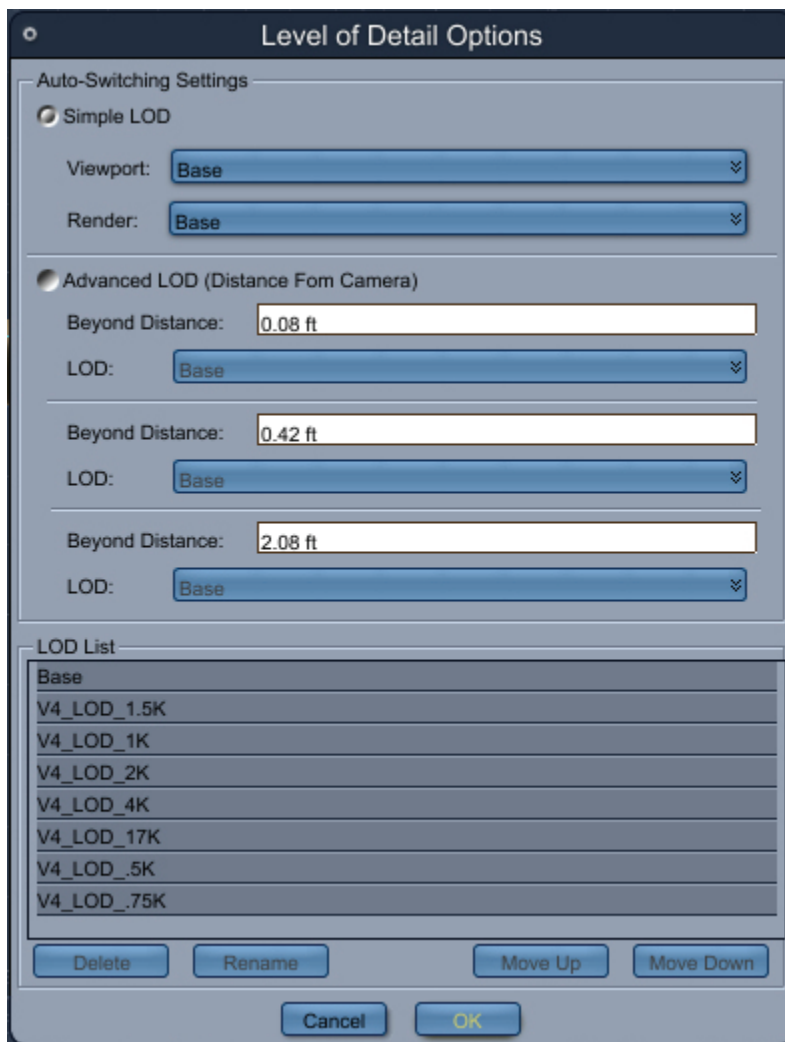 Level of Detail Options
Auto-Switching Settings
Simple LOD
Viewport: Base
Render: Base
Advanced LOD (Distance Fom Camera)
Beyond Distance: 0.08 ft
LOD: Base
Beyond Distance: 0.42 ft
LOD: Base
Beyond Distance: 2.08 ft
LOD: Base
LOD List
Base
V4_LOD_1.5K
V4_LOD_1K
V4_LOD_2K
V4_LOD_4K
V4_LOD_17K
V4_LOD_.5K
V4_LOD_.75K
Delete Rename Move Up Move Down
Cancel OK